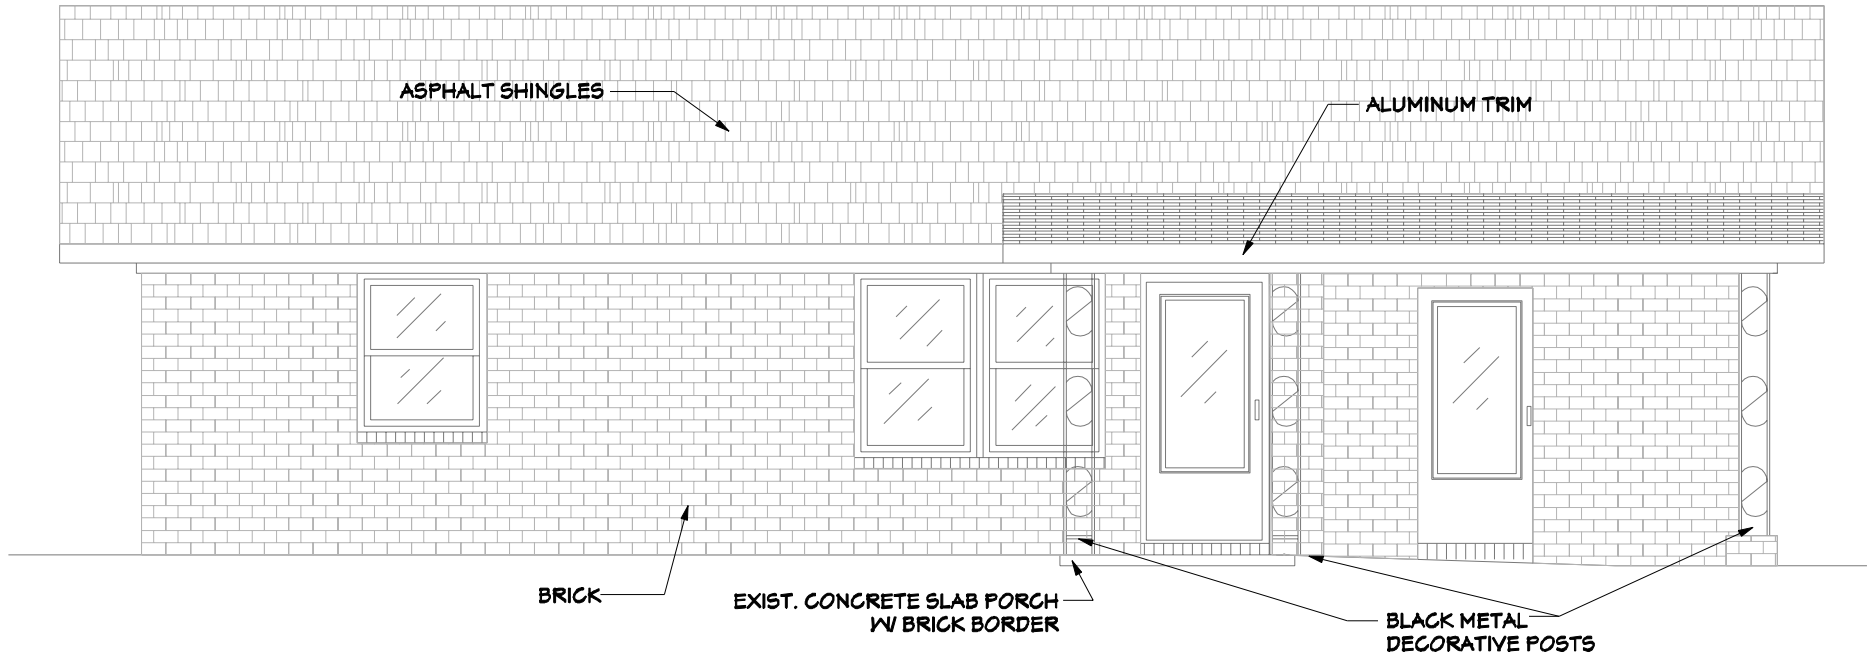 ASPHALT SHINGLES
ALUMINUM TRIM
BRICK
EXIST. CONCRETE SLAB PORCH
W/ BRICK BORDER
BLACK METAL
DECORATIVE POSTS